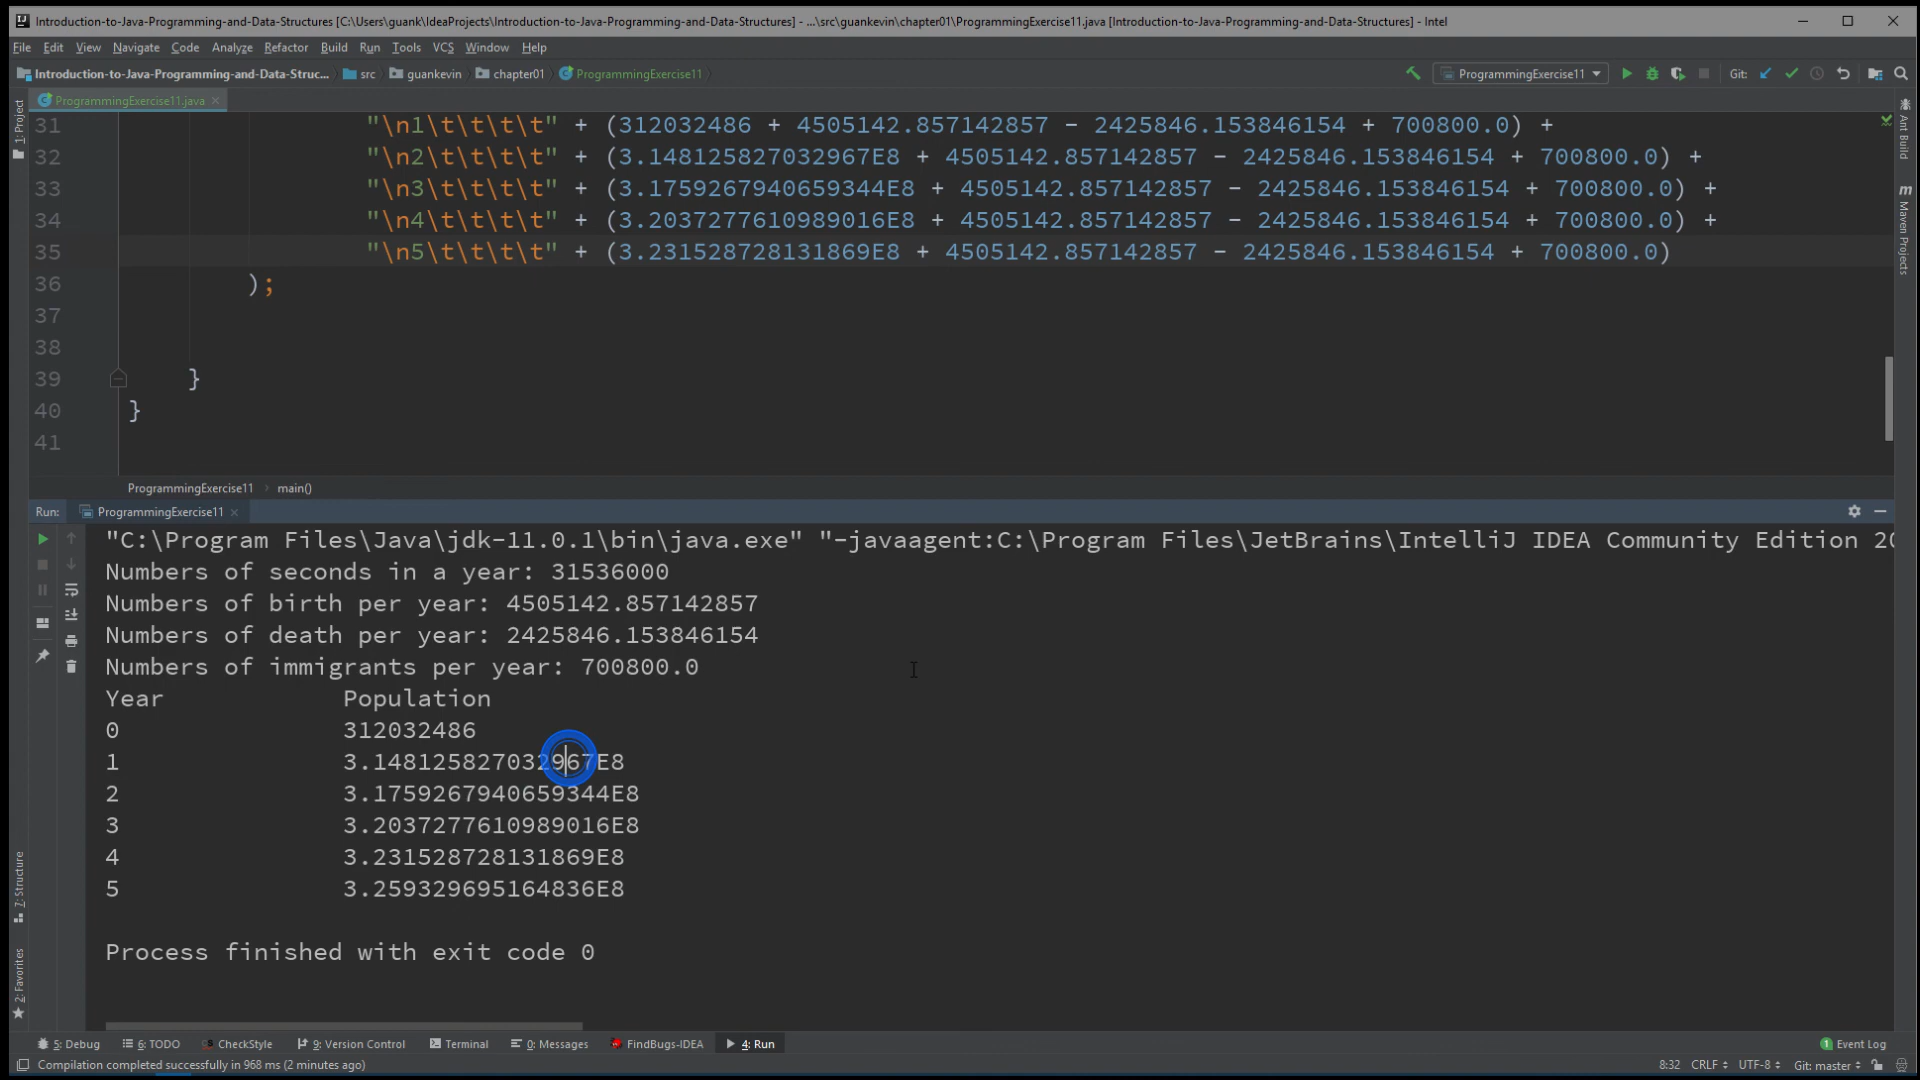 Introduction-to-Java-Programming-and-Data-Structures [C:\Users\guank\IdeaProjects\Introduction-to-Java-Programming-and-Data-Structures] - ...\src\guankevin\chapter01\ProgrammingExercise11.java [Introduction-to-Java-Programming-and-Data-Structures] - Intel
File Edit View Navigate Code Analyze Refactor Build Run Tools VCS Window Help
Introduction-to-Java-Programming-and-Data-Struc... src guankevin chapter01 ProgrammingExercise11 ProgrammingExercise11 Git:
ProgrammingExercise11.java
1: Project
Ant Build
Maven Projects
31 "\n1\t\t\t\t" + (312032486 + 4505142.857142857 - 2425846.153846154 + 700800.0) +
32 "\n2\t\t\t\t" + (3.148125827032967E8 + 4505142.857142857 - 2425846.153846154 + 700800.0) +
33 "\n3\t\t\t\t" + (3.1759267940659344E8 + 4505142.857142857 - 2425846.153846154 + 700800.0) +
34 "\n4\t\t\t\t" + (3.2037277610989016E8 + 4505142.857142857 - 2425846.153846154 + 700800.0) +
35 "\n5\t\t\t\t" + (3.231528728131869E8 + 4505142.857142857 - 2425846.153846154 + 700800.0)
36 );
37
38
39 }
40 }
41
ProgrammingExercise11 main()
Run: ProgrammingExercise11
"C:\Program Files\Java\jdk-11.0.1\bin\java.exe" "-javaagent:C:\Program Files\JetBrains\IntelliJ IDEA Community Edition 20
Numbers of seconds in a year: 31536000
Numbers of birth per year: 4505142.857142857
Numbers of death per year: 2425846.153846154
Numbers of immigrants per year: 700800.0
Year Population
0 312032486
1 3.148125827032967E8
2 3.1759267940659344E8
3 3.2037277610989016E8
4 3.231528728131869E8
5 3.259329695164836E8
Process finished with exit code 0
7: Structure
2: Favorites
5: Debug 6: TODO CheckStyle 9: Version Control Terminal 0: Messages FindBugs-IDEA 4: Run 1 Event Log
Compilation completed successfully in 968 ms (2 minutes ago) 8:32 CRLF UTF-8 Git: master